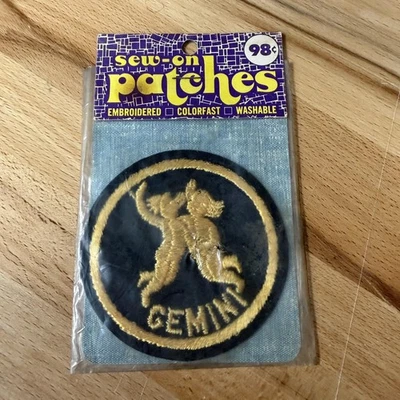 98¢
sew-on
patches
EMBROIDERED □ COLORFAST □ WASHABLE
GEMINI